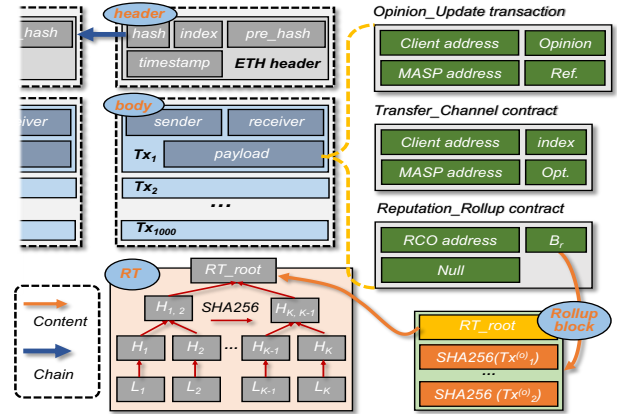 header
_hash
hash index pre_hash
timestamp ETH header
body
eiver
sender receiver
Tx1 payload
Tx2
...
Tx1000
Opinion_Update transaction
Client address Opinion
MASP address Ref.
Transfer_Channel contract
Client address index
MASP address Opt.
Reputation_Rollup contract
RCO address Br
Null
RT
RT_root
H1, 2 SHA256 HK, K-1
H1 H2 ... HK-1 HK
L1 L2 LK-1 LK
Content
Chain
Rollup
block
RT_root
SHA256(Tx(o)1)
...
SHA256 (Tx(o)2)